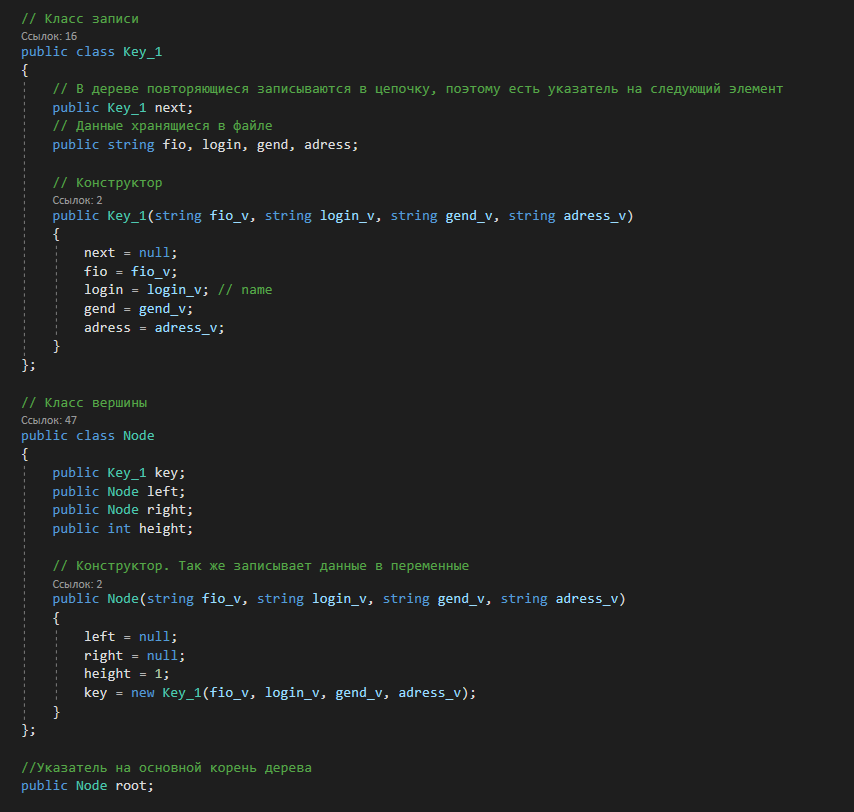 // Класс записи
Ссылок: 16
public class Key_1
{
// В дереве повторяющиеся записываются в цепочку, поэтому есть указатель на следующий элемент
public Key_1 next;
// Данные хранящиеся в файле
public string fio, login, gend, adress;
// Конструктор
Ссылок: 2
public Key_1(string fio_v, string login_v, string gend_v, string adress_v)
{
next = null;
fio = fio_v;
login = login_v; // name
gend = gend_v;
adress = adress_v;
}
};
// Класс вершины
Ссылок: 47
public class Node
{
public Key_1 key;
public Node left;
public Node right;
public int height;
// Конструктор. Так же записывает данные в переменные
Ссылок: 2
public Node(string fio_v, string login_v, string gend_v, string adress_v)
{
left = null;
right = null;
height = 1;
key = new Key_1(fio_v, login_v, gend_v, adress_v);
}
};
//Указатель на основной корень дерева
public Node root;